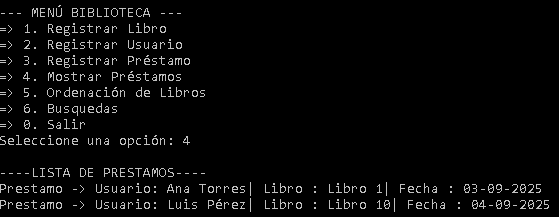 --- MENÚ BIBLIOTECA ---
=> 1. Registrar Libro
=> 2. Registrar Usuario
=> 3. Registrar Préstamo
=> 4. Mostrar Préstamos
=> 5. Ordenación de Libros
=> 6. Busquedas
=> 0. Salir
Seleccione una opción: 4
----LISTA DE PRESTAMOS----
Prestamo -> Usuario: Ana Torres| Libro : Libro 1| Fecha : 03-09-2025
Prestamo -> Usuario: Luis Pérez| Libro : Libro 10| Fecha : 04-09-2025